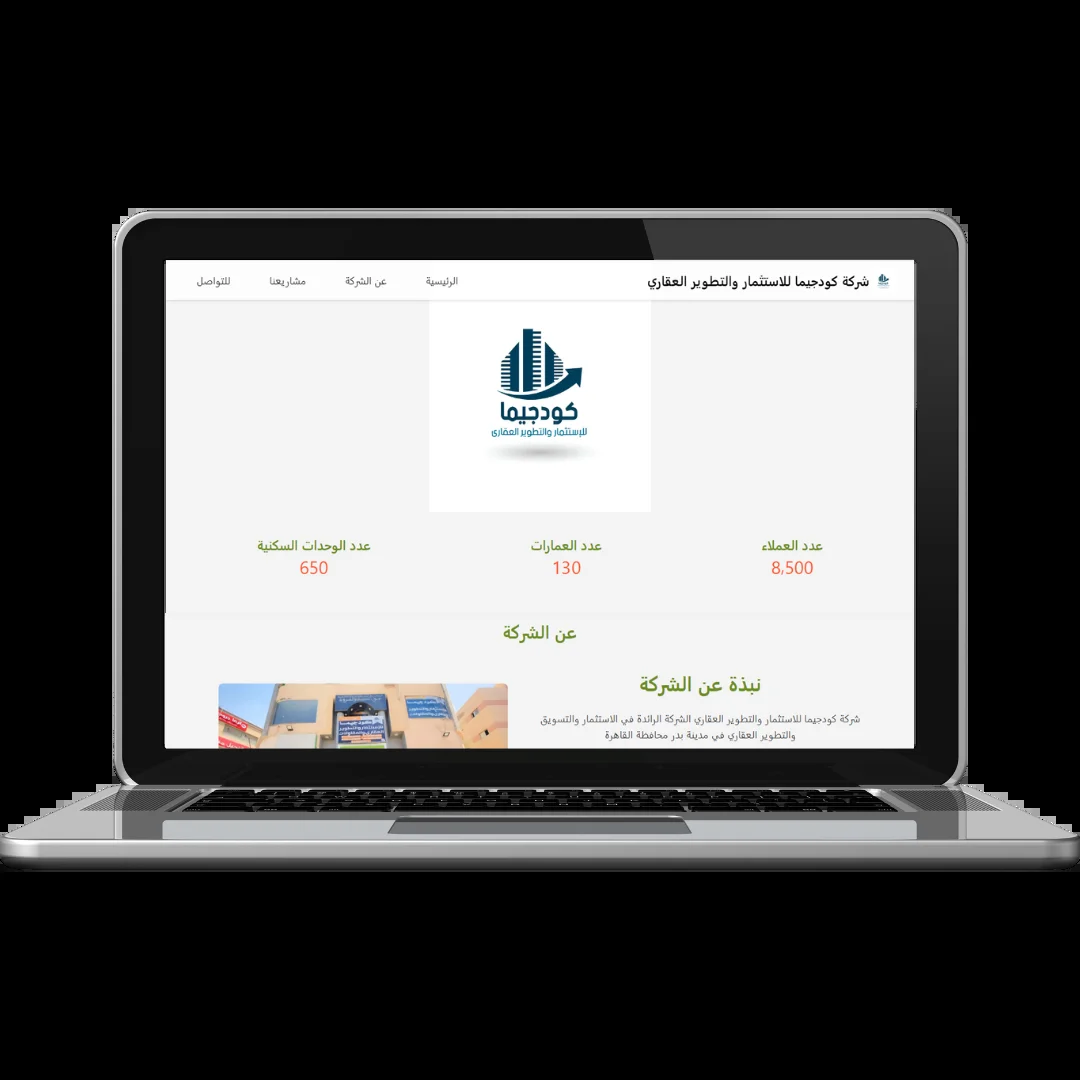 شركة كودجيما للاستثمار والتطوير العقاري
الرئيسية
عن الشركة
مشاريعنا
للتواصل
كودجيما
للإستثمار والتطوير العقارى
عدد العملاء
8,500
عدد العمارات
130
عدد الوحدات السكنية
650
عن الشركة
نبذة عن الشركة
شركة كودجيما للاستثمار والتطوير العقاري الشركة الرائدة في الاستثمار والتسويق
والتطوير العقاري في مدينة بدر محافظة القاهرة